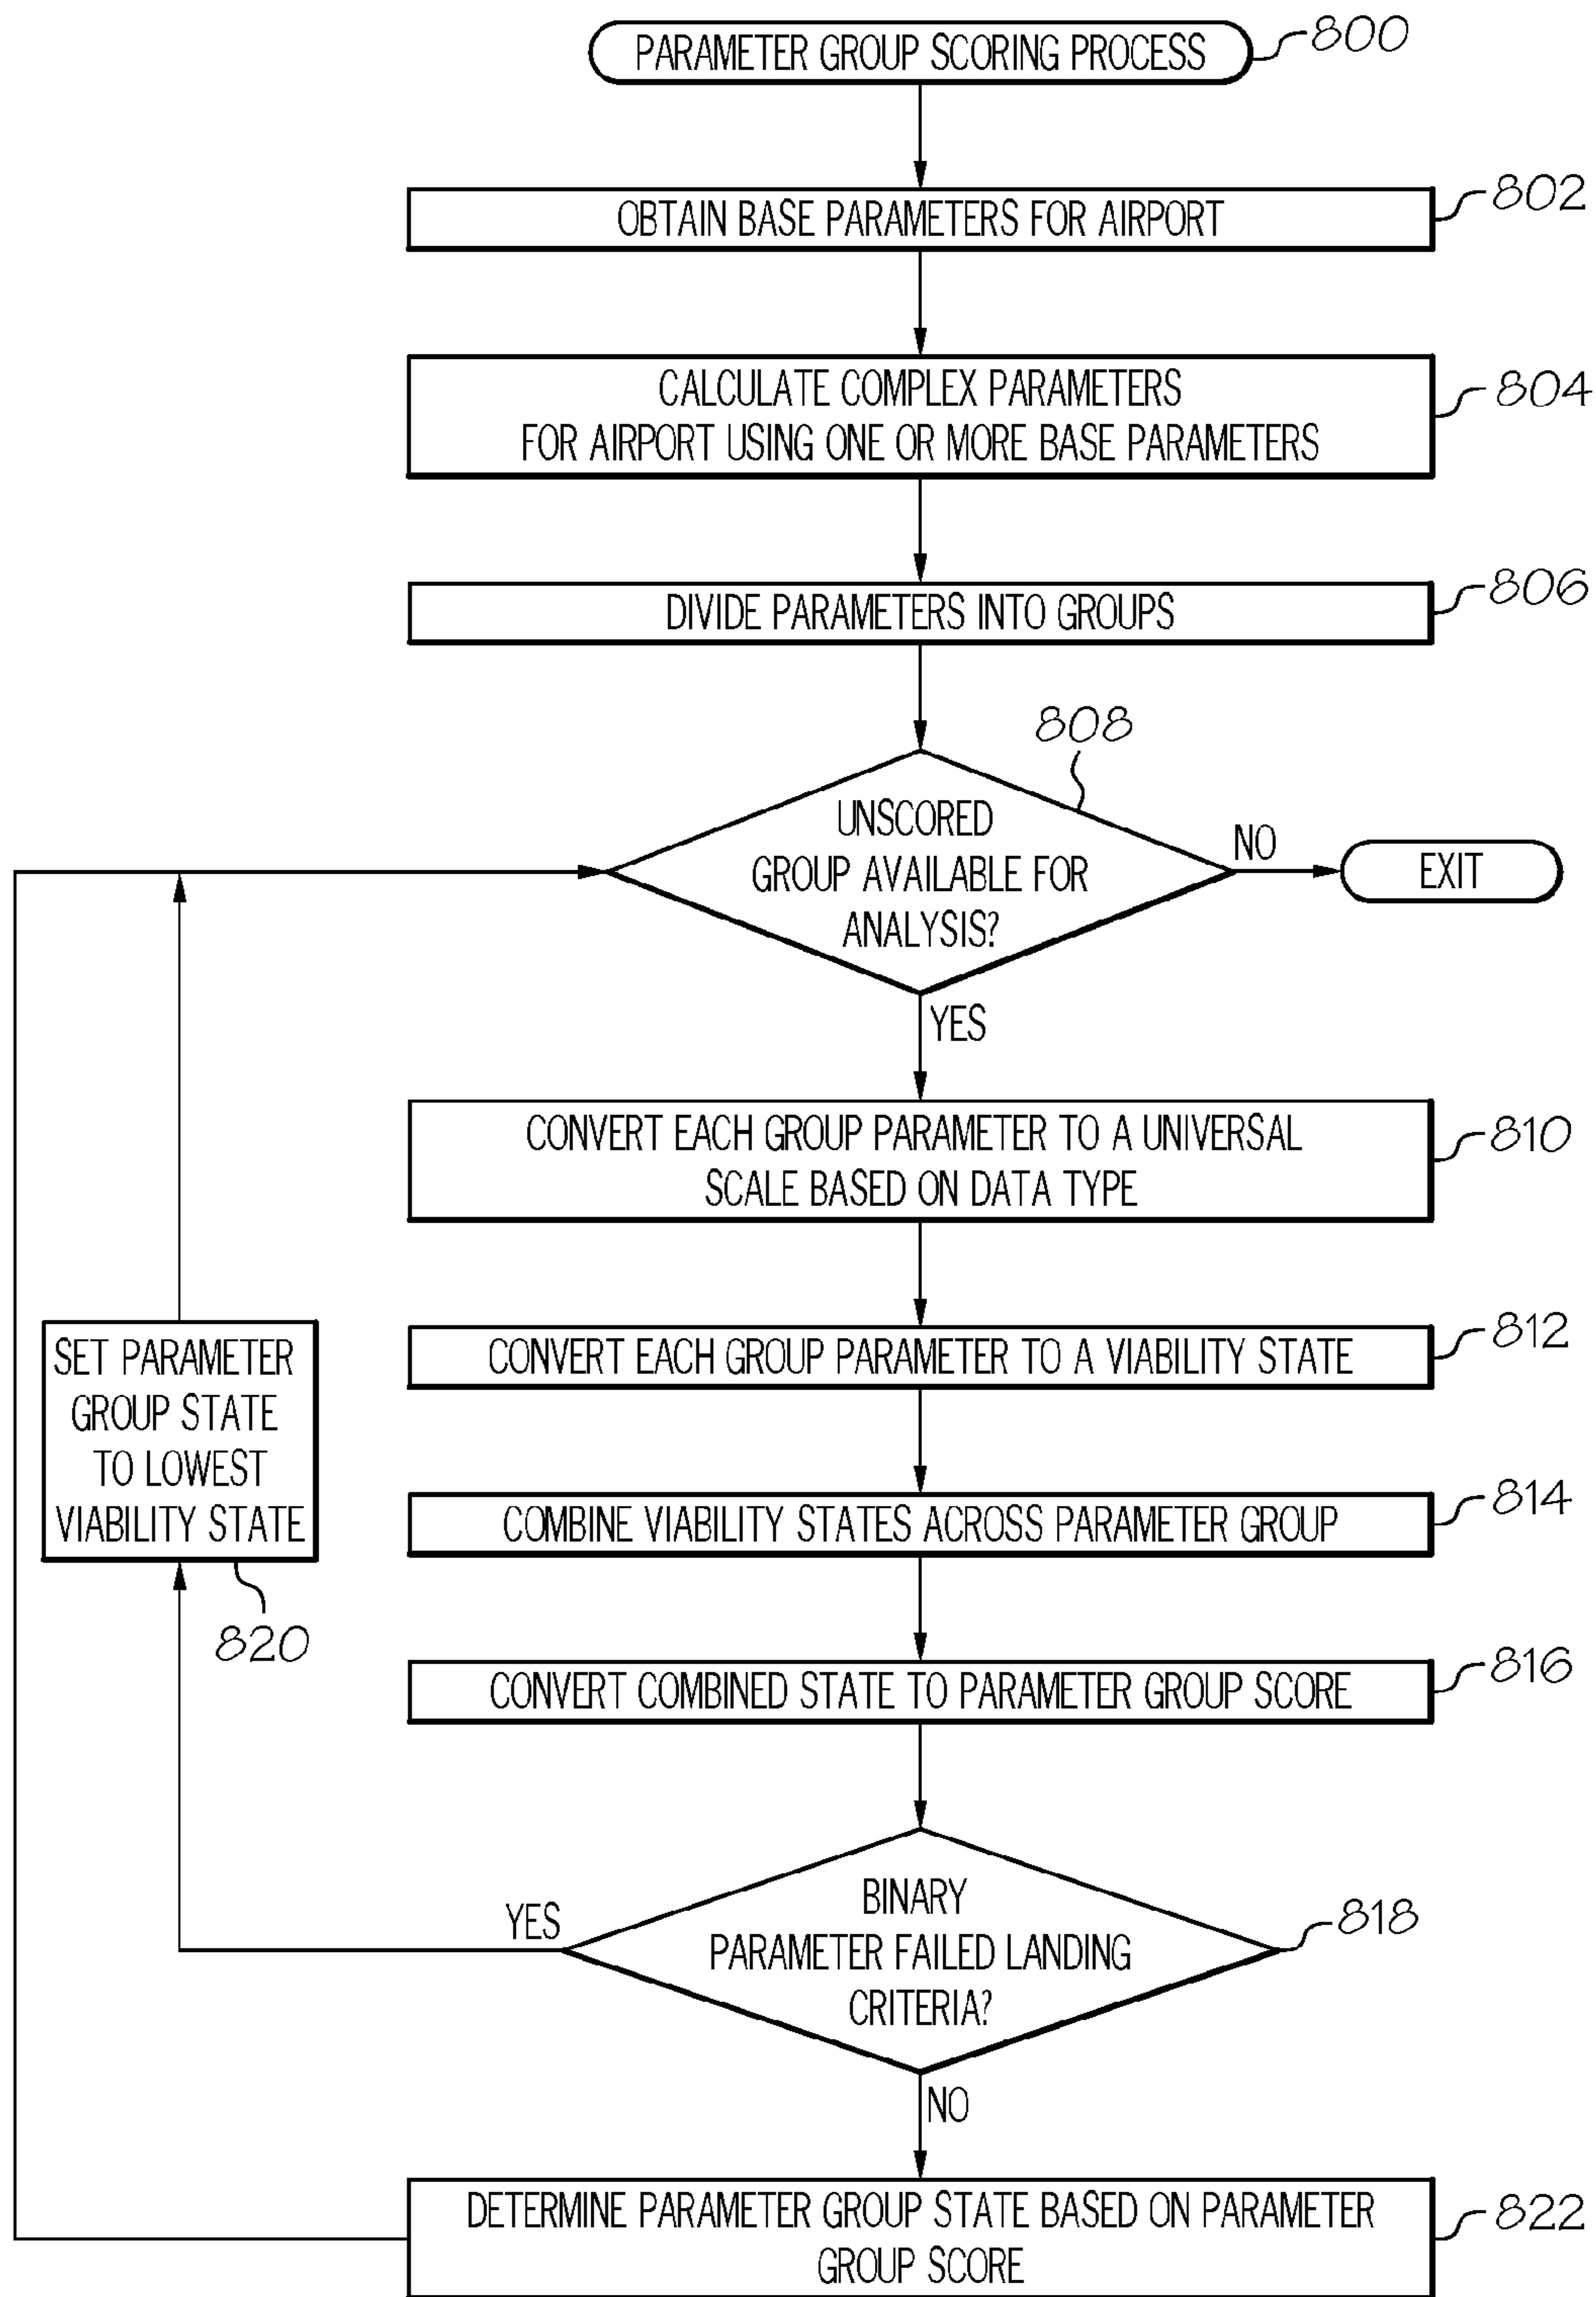 PARAMETER GROUP SCORING PROCESS
800
OBTAIN BASE PARAMETERS FOR AIRPORT
802
CALCULATE COMPLEX PARAMETERS
FOR AIRPORT USING ONE OR MORE BASE PARAMETERS
804
DIVIDE PARAMETERS INTO GROUPS
806
808
UNSCORED
GROUP AVAILABLE FOR
ANALYSIS?
NO
EXIT
YES
CONVERT EACH GROUP PARAMETER TO A UNIVERSAL
SCALE BASED ON DATA TYPE
810
CONVERT EACH GROUP PARAMETER TO A VIABILITY STATE
812
SET PARAMETER
GROUP STATE
TO LOWEST
VIABILITY STATE
820
COMBINE VIABILITY STATES ACROSS PARAMETER GROUP
814
CONVERT COMBINED STATE TO PARAMETER GROUP SCORE
816
YES
BINARY
PARAMETER FAILED LANDING
CRITERIA?
818
NO
DETERMINE PARAMETER GROUP STATE BASED ON PARAMETER
GROUP SCORE
822